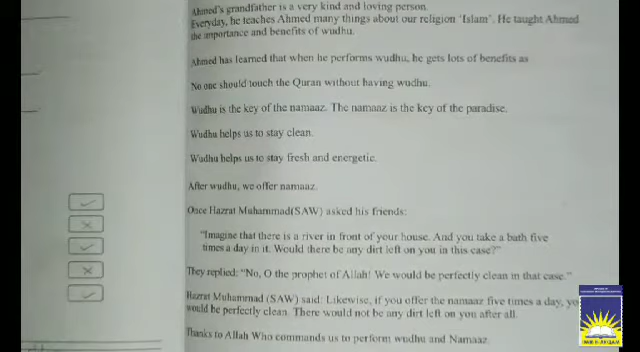 Ahmed's grandfather is a very kind and loving person.
Everyday, he teaches Ahmed many things about our religion 'Islam'. He taught Ahmed
the importance and benefits of wudhu.
Ahmed has learned that when he performs wudhu, he gets lots of benefits as
No one should touch the Quran without having wudhu.
Wudhu is the key of the namaaz. The namaaz is the key of the paradise.
Wudhu helps us to stay clean.
Wudhu helps us to stay fresh and energetic.
After wudhu, we offer namaaz.
Once Hazrat Muhammad(SAW) asked his friends:
"Imagine that there is a river in front of your house. And you take a bath five
times a day in it. Would there be any dirt left on you in this case?"
They replied: "No, O the prophet of Allah! We would be perfectly clean in that case."
Hazrat Muhammad (SAW) said: Likewise, if you offer the namaaz five times a day, yo
would be perfectly clean. There would not be any dirt left on you after all.
Thanks to Allah Who commands us to perform wudhu and Namaaz.